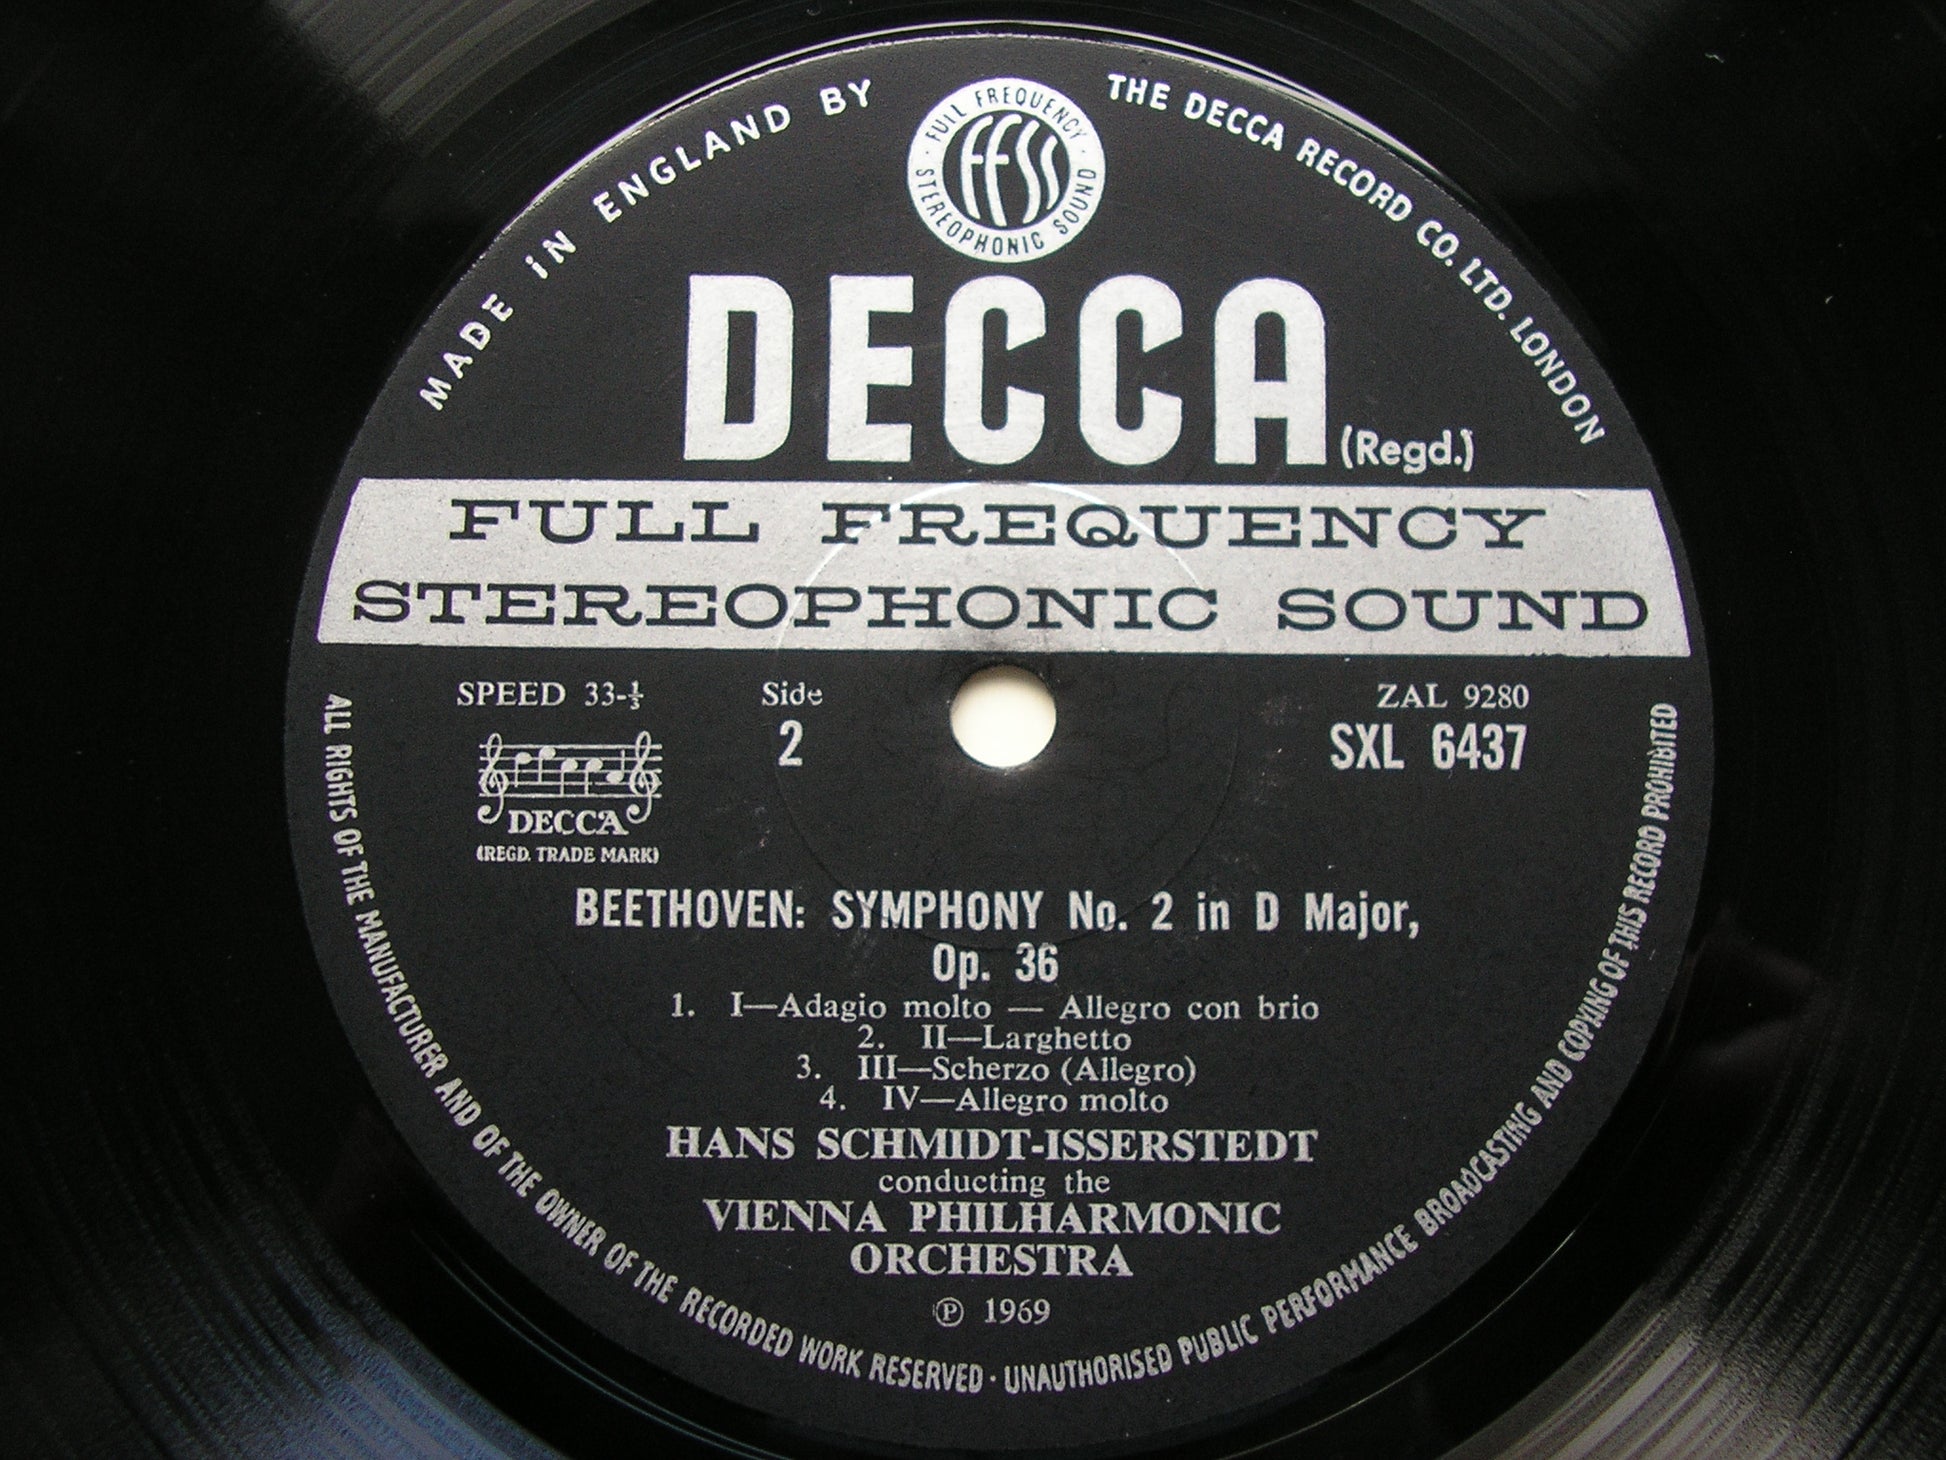 MADE iN ENGLAND BY
THE DECCA RECORD CO. LTD. LONDON
FULL FREQUENCY
FFSS
STEREOPHONIC SOUND
DECCA (Regd.)
FULL FREQUENCY
STEREOPHONIC SOUND
SPEED 33-⅓ Side ZAL 9280
2 SXL 6437
DECCA
(REGD. TRADE MARK)
BEETHOVEN: SYMPHONY No. 2 in D Major,
Op. 36
1. I—Adagio molto — Allegro con brio
2. II—Larghetto
3. III—Scherzo (Allegro)
4. IV—Allegro molto
HANS SCHMIDT-ISSERSTEDT
conducting the
VIENNA PHILHARMONIC
ORCHESTRA
℗ 1969
ALL RIGHTS OF THE MANUFACTURER AND OF THE OWNER OF THE RECORDED WORK RESERVED · UNAUTHORISED PUBLIC PERFORMANCE BROADCASTING AND COPYING OF THIS RECORD PROHIBITED